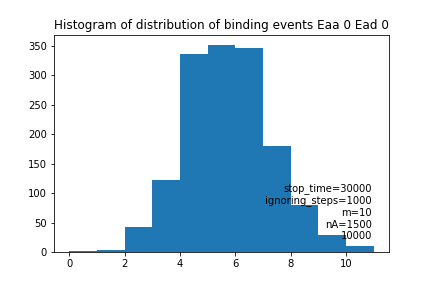 Histogram of distribution of binding events Eaa 0 Ead 0
350
300
250
200
150
100
50
0
stop_time=30000
ignoring_steps=1000
m=10
nA=1500
10000
0 2 4 6 8 10